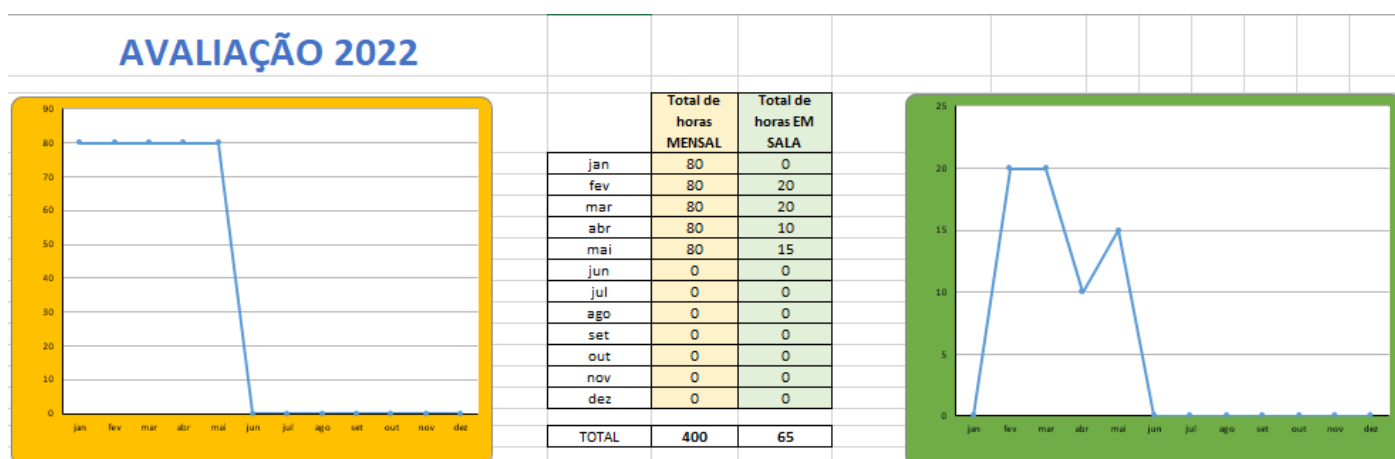 AVALIAÇÃO 2022
90
80
70
60
50
40
30
20
10
0
jan fev mar abr mai jun jul ago set out nov dez
Total de horas MENSAL Total de horas EM SALA
jan 80 0
fev 80 20
mar 80 20
abr 80 10
mai 80 15
jun 0 0
jul 0 0
ago 0 0
set 0 0
out 0 0
nov 0 0
dez 0 0
TOTAL 400 65
25
20
15
10
5
0
jan fev mar abr mai jun jul ago set out nov dez